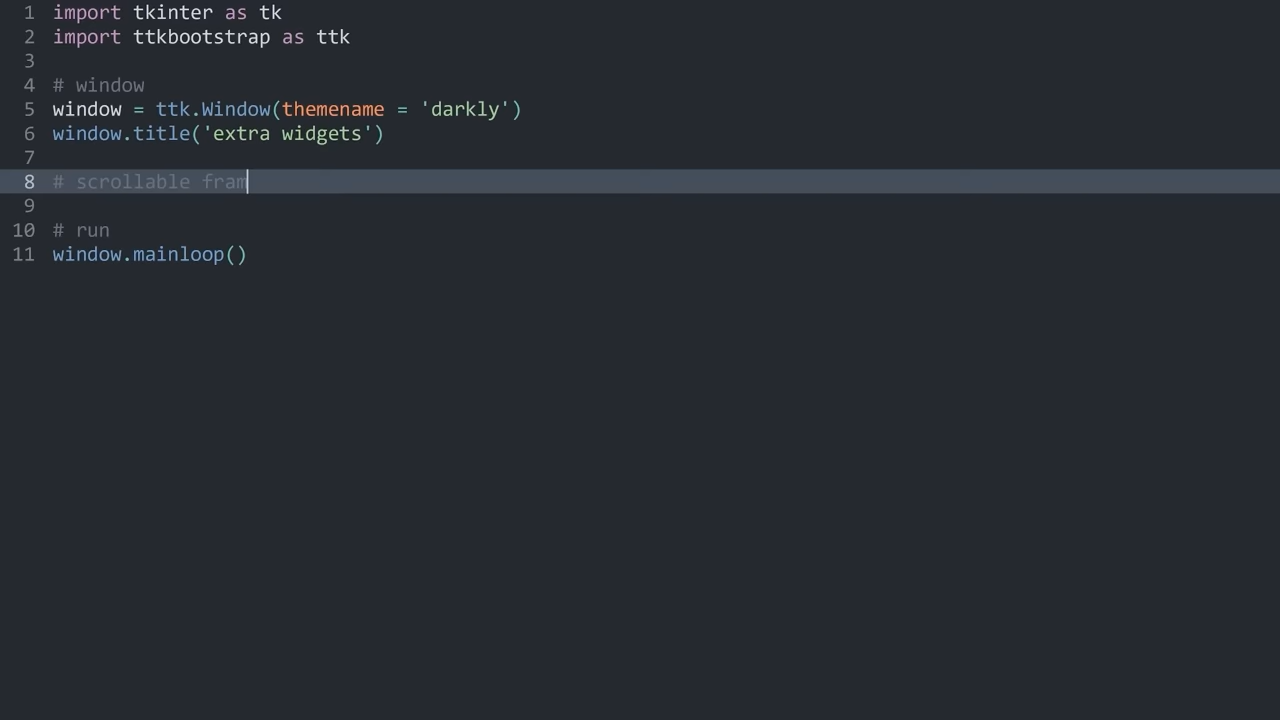 1 import tkinter as tk
2 import ttkbootstrap as ttk
3
4 # window
5 window = ttk.Window(themename = 'darkly')
6 window.title('extra widgets')
7
8 # scrollable fram
9
10 # run
11 window.mainloop()